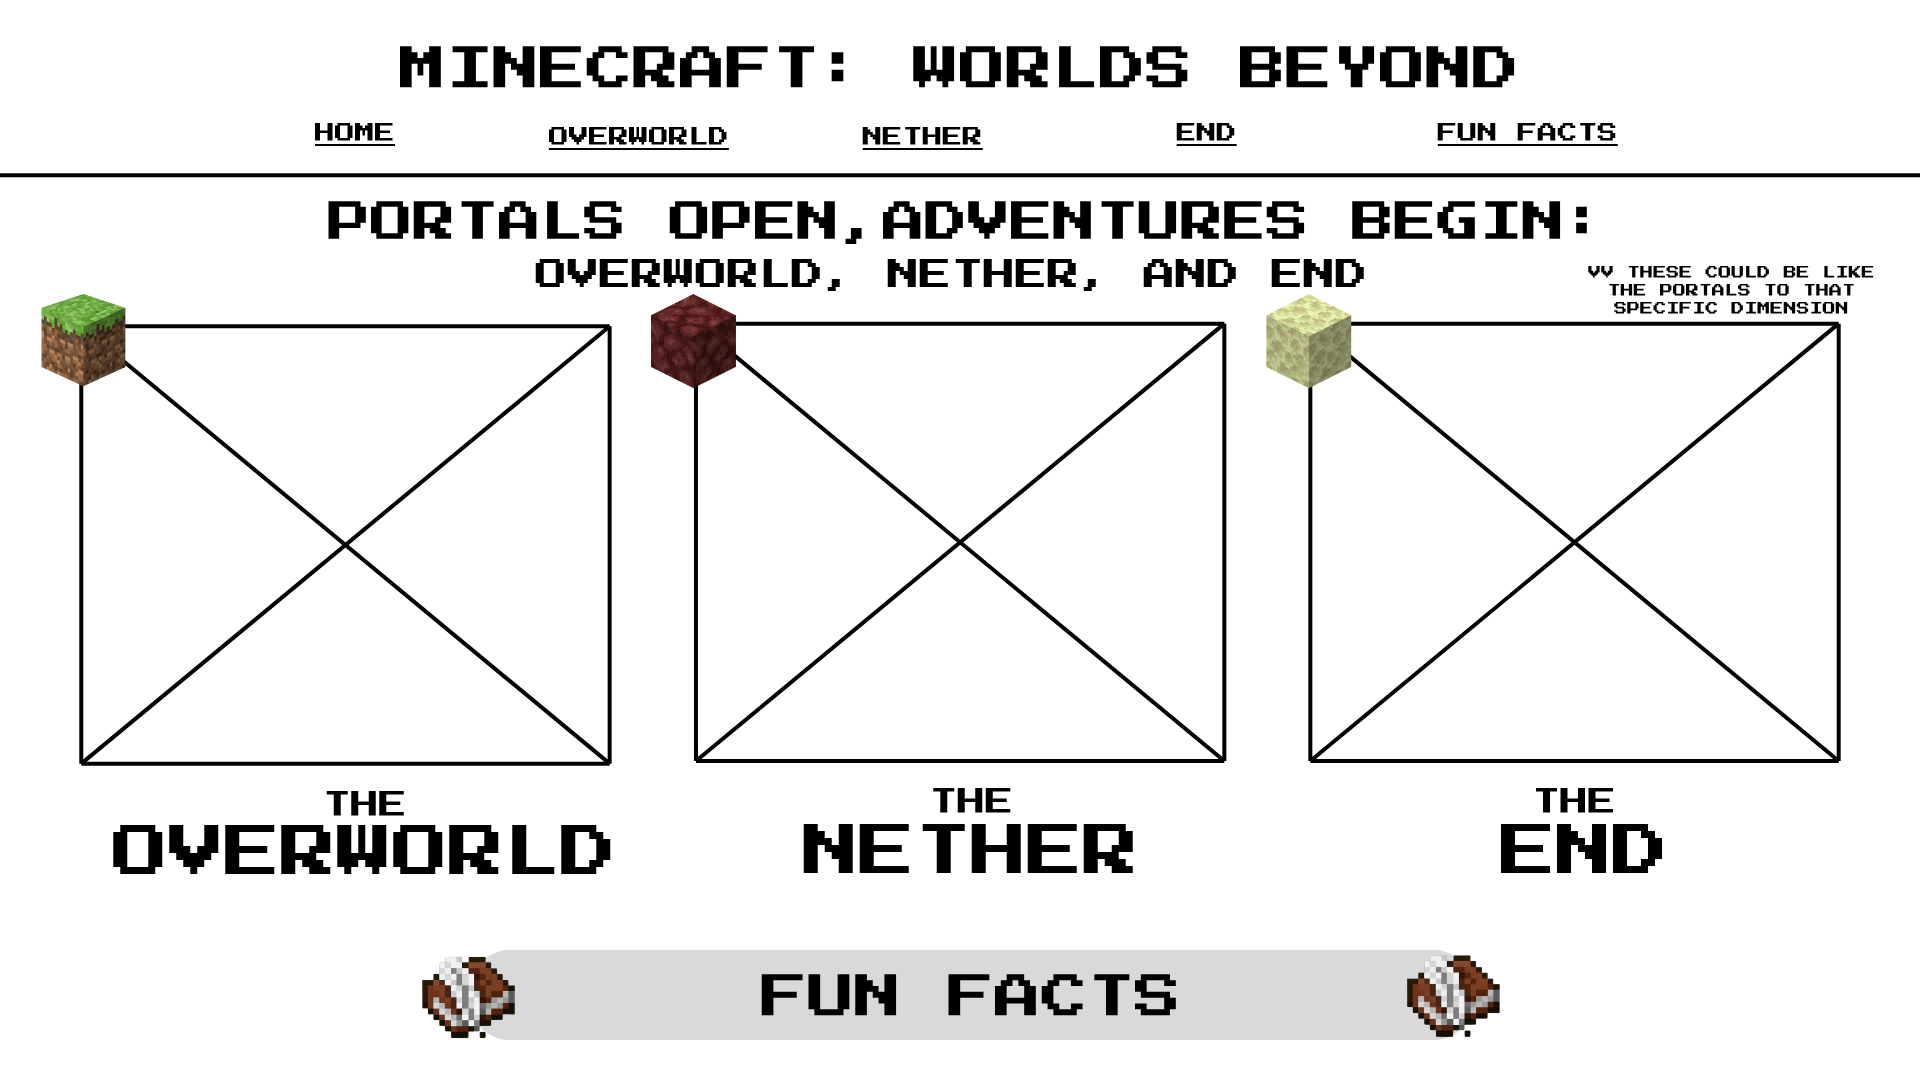 MINECRAFT: WORLDS BEYOND
HOME OVERWORLD NETHER END FUN FACTS
PORTALS OPEN,ADVENTURES BEGIN:
OVERWORLD, NETHER, AND END
VV THESE COULD BE LIKE
THE PORTALS TO THAT
SPECIFIC DIMENSION
THE
OVERWORLD
THE
NETHER
THE
END
FUN FACTS